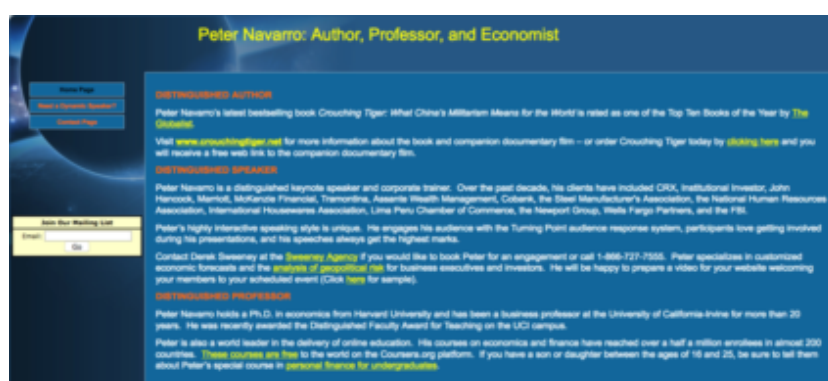 Peter Navarro: Author, Professor, and Economist
Home Page
Need a Dynamic Speaker?
Contact Page
Join Our Mailing List
Email:
Go
DISTINGUISHED AUTHOR
Peter Navarro's latest bestselling book Crouching Tiger: What China's Militarism Means for the World is rated as one of the Top Ten Books of the Year by The
Globalist.
Visit www.crouchingtiger.net for more information about the book and companion documentary film – or order Crouching Tiger today by clicking here and you
will receive a free web link to the companion documentary film.
DISTINGUISHED SPEAKER
Peter Navarro is a distinguished keynote speaker and corporate trainer. Over the past decade, his clients have included CRX, Institutional Investor, John
Hancock, Marriott, McKenzie Financial, Tramontina, Assante Wealth Management, Cobank, the Steel Manufacturer's Association, the National Human Resources
Association, International Housewares Association, Lima Peru Chamber of Commerce, the Newport Group, Wells Fargo Partners, and the FBI.
Peter's highly interactive speaking style is unique. He engages his audience with the Turning Point audience response system, participants love getting involved
during his presentations, and his speeches always get the highest marks.
Contact Derek Sweeney at the Sweeney Agency if you would like to book Peter for an engagement or call 1-866-727-7555. Peter specializes in customized
economic forecasts and the analysis of geopolitical risk for business executives and investors. He will be happy to prepare a video for your website welcoming
your members to your scheduled event (Click here for sample).
DISTINGUISHED PROFESSOR
Peter Navarro holds a Ph.D. in economics from Harvard University and has been a business professor at the University of California-Irvine for more than 20
years. He was recently awarded the Distinguished Faculty Award for Teaching on the UCI campus.
Peter is also a world leader in the delivery of online education. His courses on economics and finance have reached over a half a million enrollees in almost 200
countries. These courses are free to the world on the Coursera.org platform. If you have a son or daughter between the ages of 16 and 25, be sure to tell them
about Peter's special course in personal finance for undergraduates.